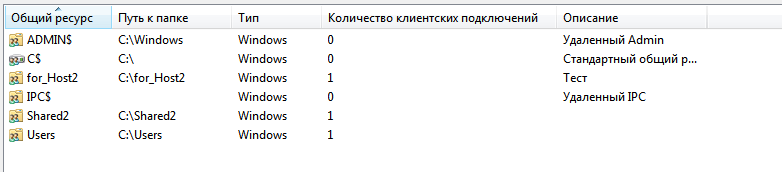 Общий ресурс Путь к папке Тип Количество клиентских подключений Описание
ADMIN$ C:\Windows Windows 0 Удаленный Admin
C$ C:\ Windows 0 Стандартный общий р...
for_Host2 C:\for_Host2 Windows 1 Тест
IPC$ Windows 0 Удаленный IPC
Shared2 C:\Shared2 Windows 1
Users C:\Users Windows 1